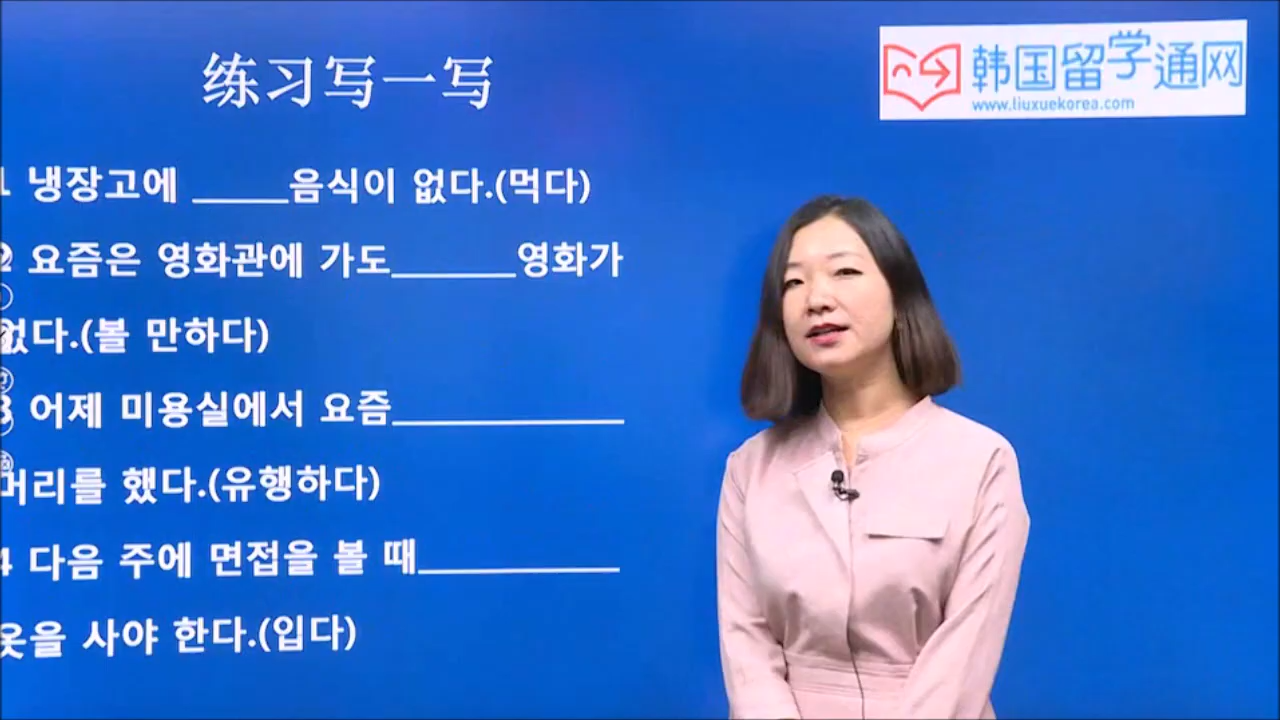 练习写一写
韩国留学通网
www.liuxuekorea.com
1 냉장고에 _____음식이 없다.(먹다)
2 요즘은 영화관에 가도______영화가
없다.(볼 만하다)
3 어제 미용실에서 요즘___________
머리를 했다.(유행하다)
4 다음 주에 면접을 볼 때__________
옷을 사야 한다.(입다)